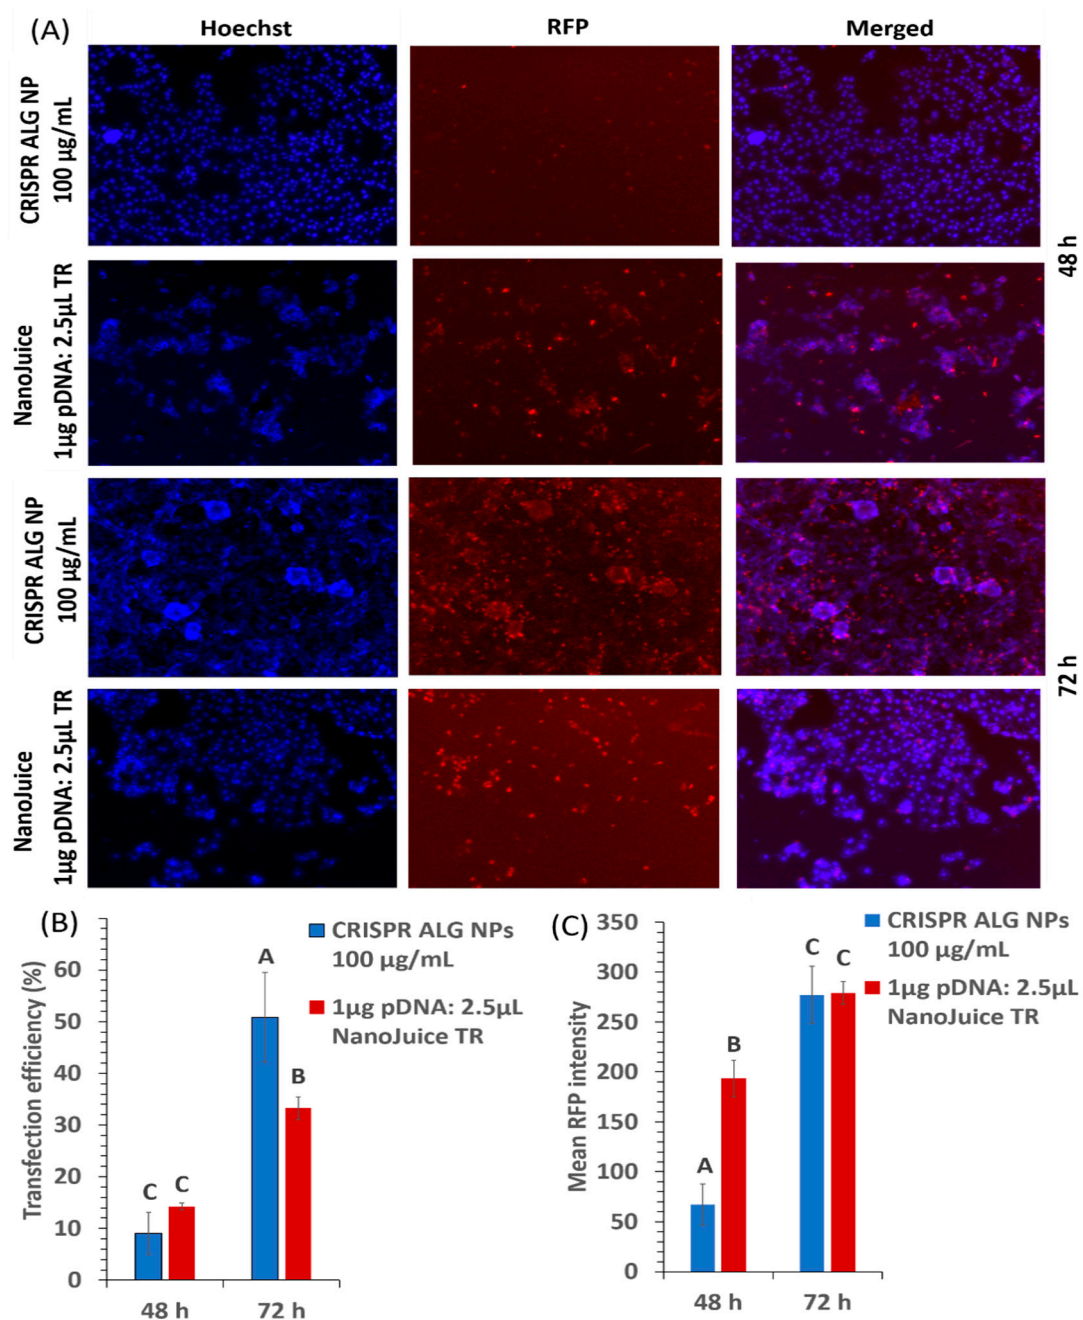 (A)
Hoechst
RFP
Merged
CRISPR ALG NP
100 µg/mL
NanoJuice
1µg pDNA: 2.5µL TR
48 h
CRISPR ALG NP
100 µg/mL
NanoJuice
1µg pDNA: 2.5µL TR
72 h
(B)
Transfection efficiency (%)
60
50
40
30
20
10
0
C
C
A
B
48 h
72 h
CRISPR ALG NPs
100 µg/mL
1µg pDNA: 2.5µL
NanoJuice TR
(C)
Mean RFP intensity
350
300
250
200
150
100
50
0
A
B
C
C
48 h
72 h
CRISPR ALG NPs
100 µg/mL
1µg pDNA: 2.5µL
NanoJuice TR